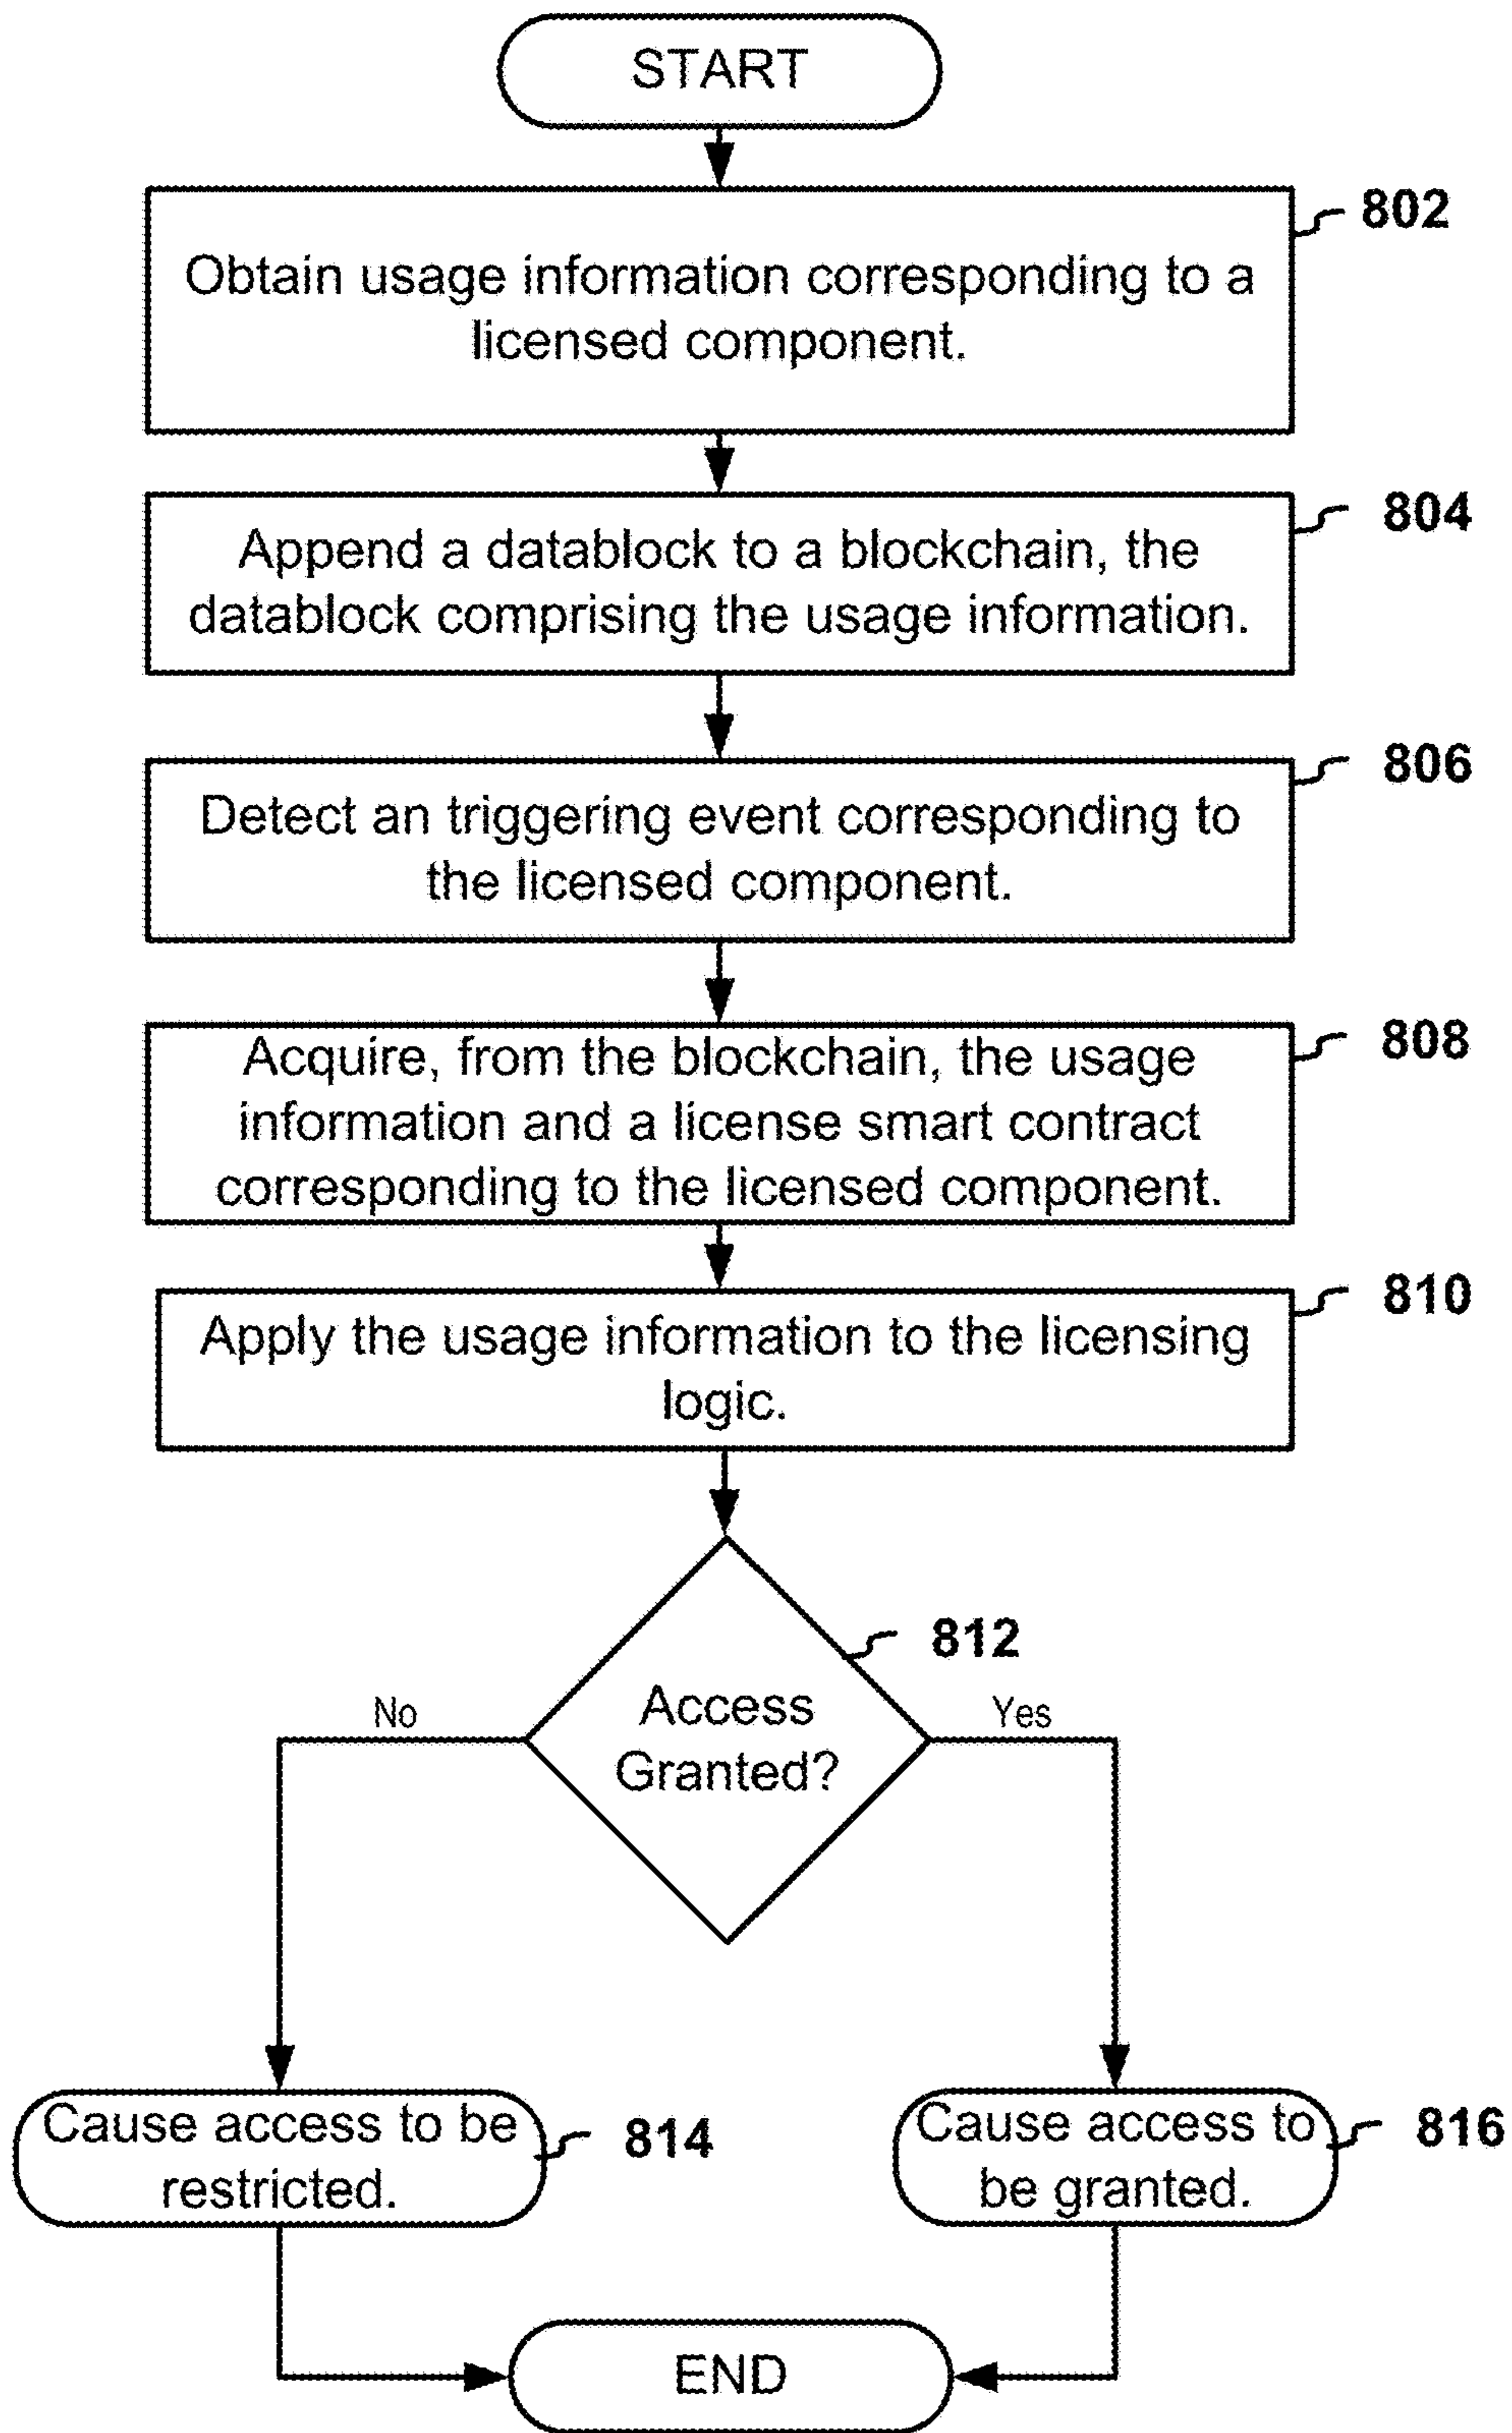 START
802
Obtain usage information corresponding to a
licensed component.
804
Append a datablock to a blockchain, the
datablock comprising the usage information.
806
Detect an triggering event corresponding to
the licensed component.
808
Acquire, from the blockchain, the usage
information and a license smart contract
corresponding to the licensed component.
810
Apply the usage information to the licensing
logic.
812
Access
Granted?
No
Yes
Cause access to be
restricted.
814
Cause access to
be granted.
816
END